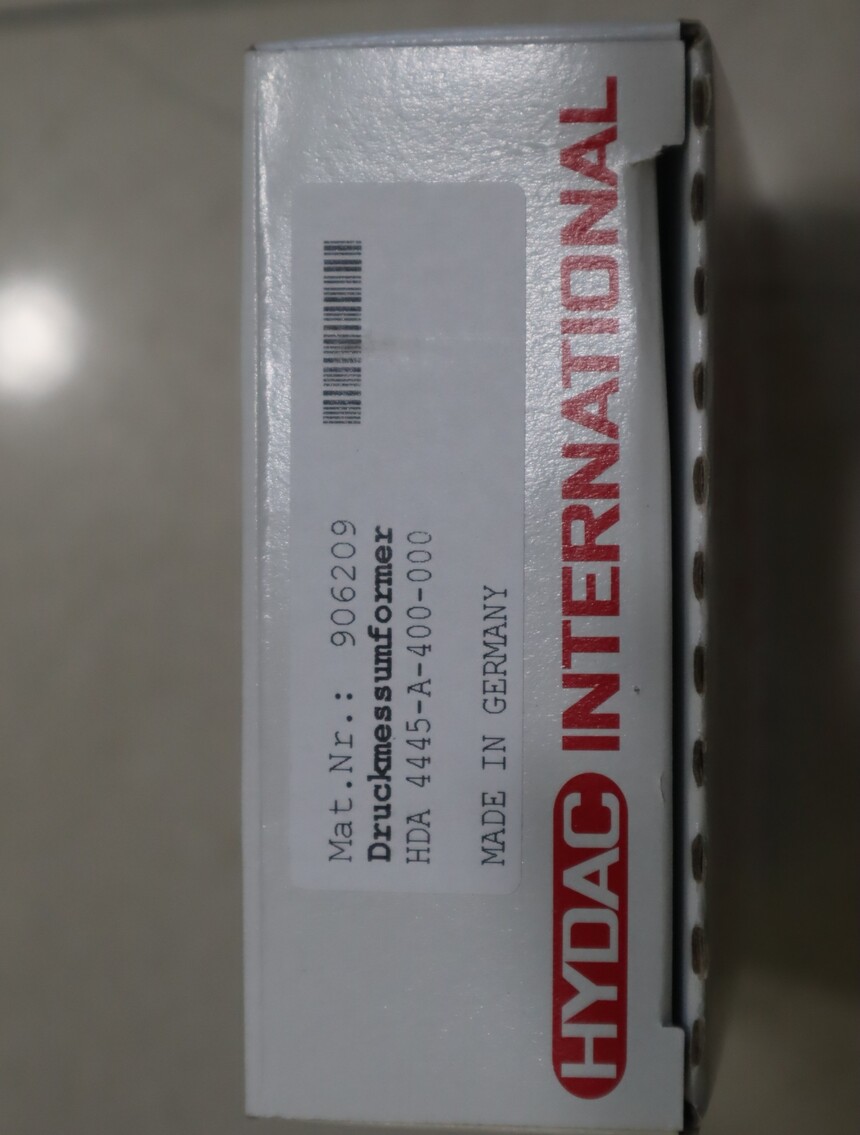 Mat.Nr.: 906209
Druckmessumformer
HDA 4445-A-400-000
MADE IN GERMANY
HYDAC INTERNATIONAL